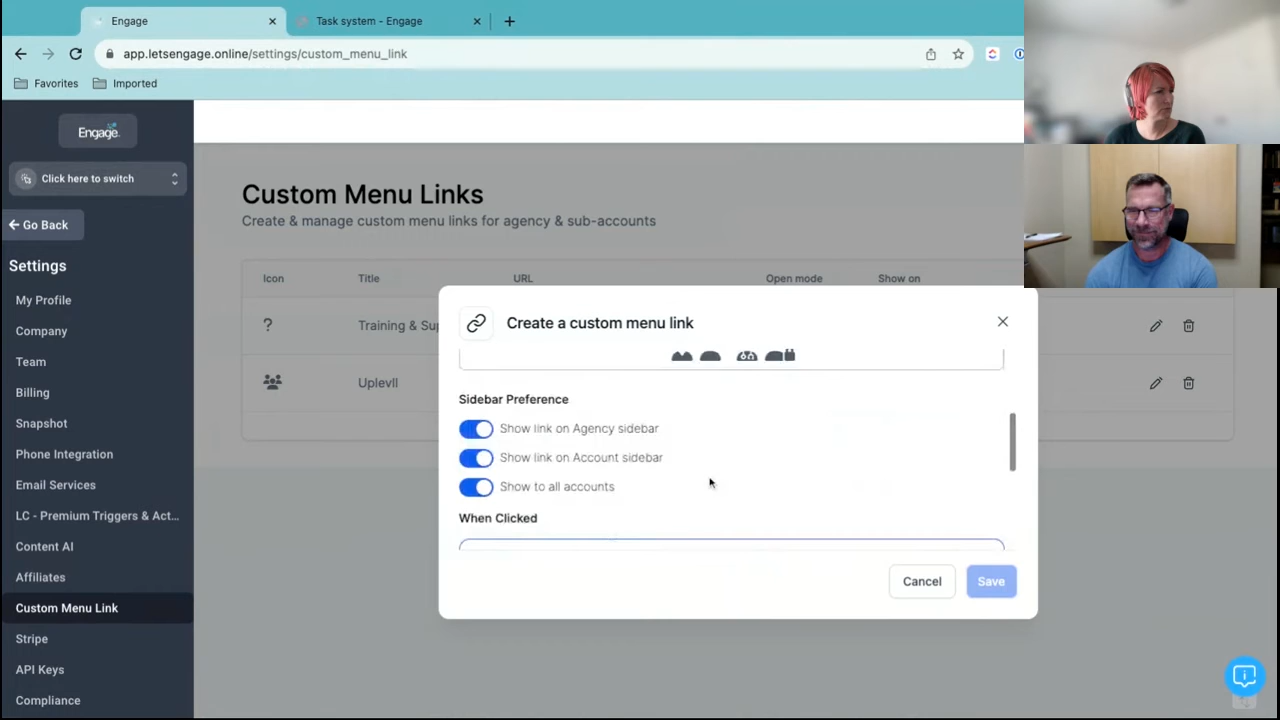 Engage
Task system - Engage
app.letsengage.online/settings/custom_menu_link
Favorites
Imported
Engage
Click here to switch
Go Back
Settings
My Profile
Company
Team
Billing
Snapshot
Phone Integration
Email Services
LC - Premium Triggers & Act...
Content AI
Affiliates
Custom Menu Link
Stripe
API Keys
Compliance
Custom Menu Links
Create & manage custom menu links for agency & sub-accounts
Icon Title URL Open mode Show on
? Training & Sup
Uplevll
Create a custom menu link
Sidebar Preference
Show link on Agency sidebar
Show link on Account sidebar
Show to all accounts
When Clicked
Cancel
Save